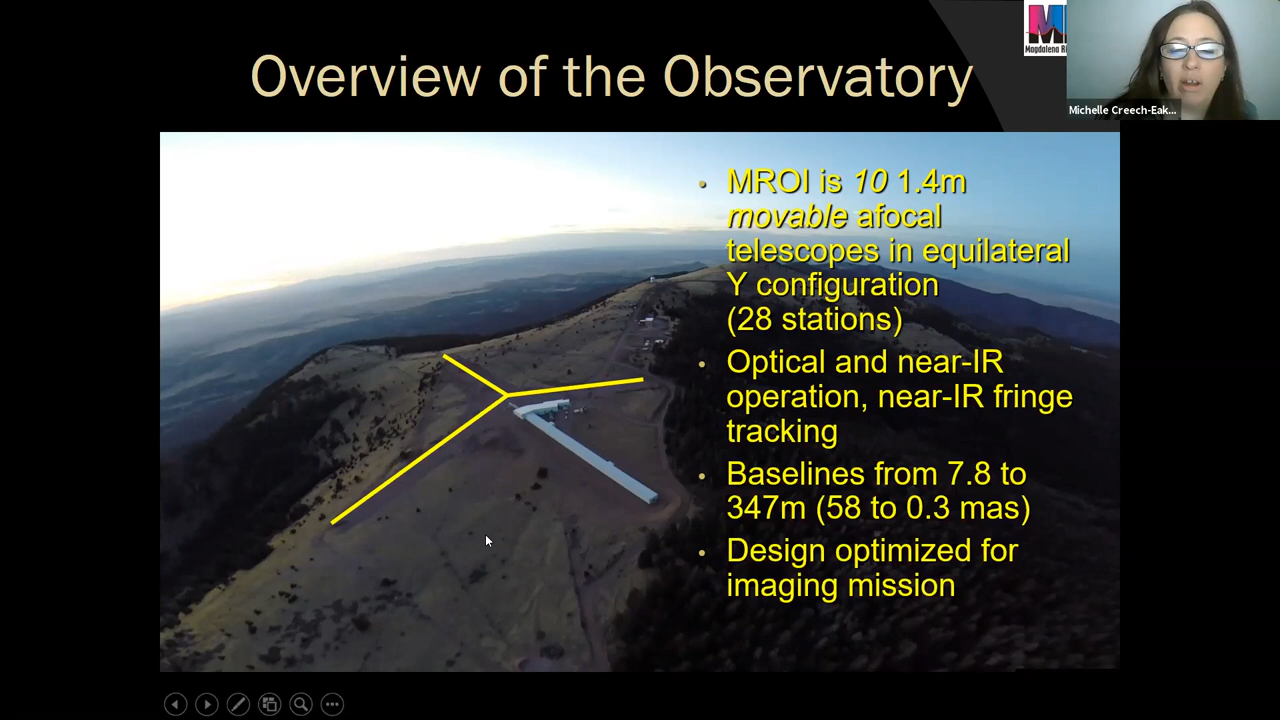 Overview of the Observatory
M
Magdalena Ri
Michelle Creech-Eak...
• MROI is 10 1.4m
movable afocal
telescopes in equilateral
Y configuration
(28 stations)
• Optical and near-IR
operation, near-IR fringe
tracking
• Baselines from 7.8 to
347m (58 to 0.3 mas)
• Design optimized for
imaging mission